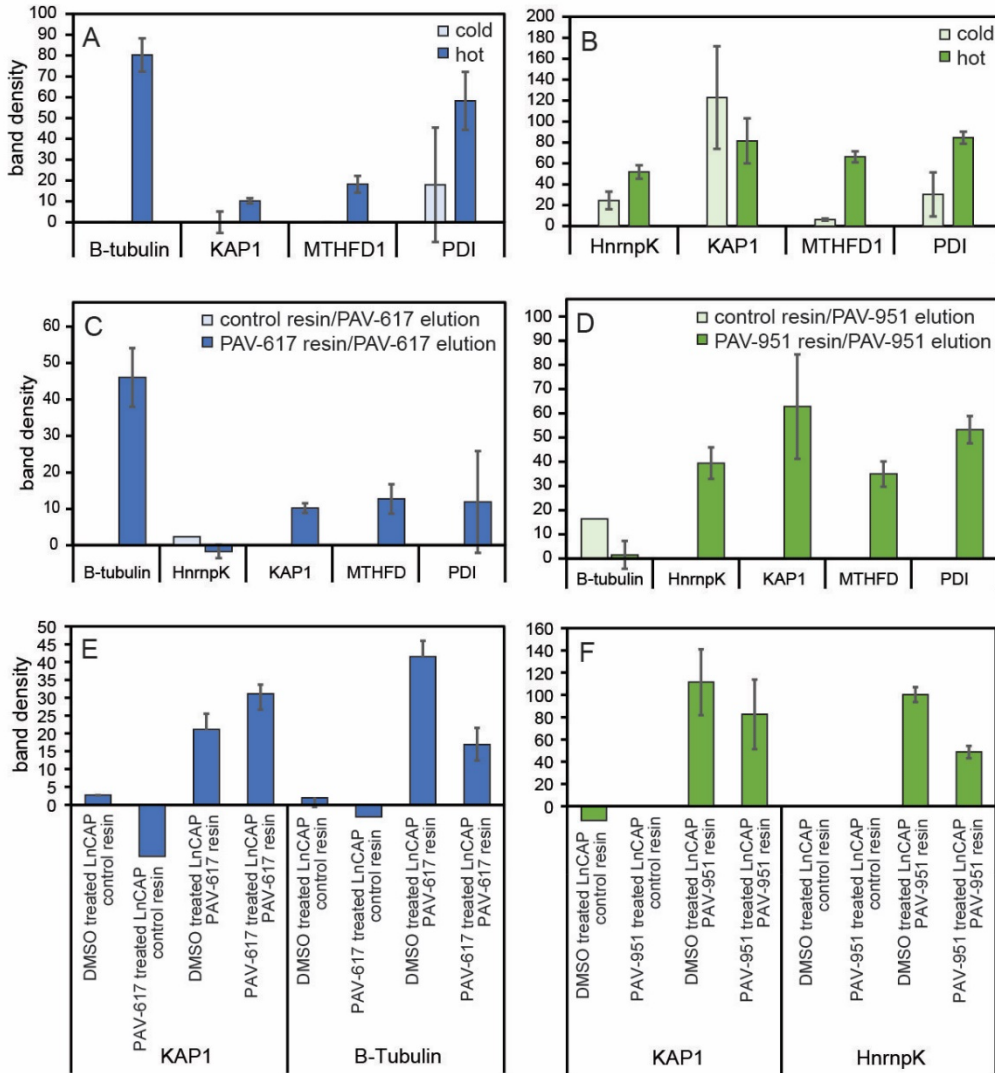 A
cold
hot
band density
100
90
80
70
60
50
40
30
20
10
0
B-tubulin KAP1 MTHFD1 PDI
B
cold
hot
200
180
160
140
120
100
80
60
40
20
0
HnrnpK KAP1 MTHFD1 PDI
C
control resin/PAV-617 elution
PAV-617 resin/PAV-617 elution
band density
60
50
40
30
20
10
0
B-tubulin HnrnpK KAP1 MTHFD PDI
D
control resin/PAV-951 elution
PAV-951 resin/PAV-951 elution
100
90
80
70
60
50
40
30
20
10
0
B-tubulin HnrnpK KAP1 MTHFD PDI
E
band density
50
45
40
35
30
25
20
15
10
5
0
DMSO treated LnCAP
control resin
PAV-617 treated LnCAP
control resin
DMSO treated LnCAP
PAV-617 resin
PAV-617 treated LnCAP
PAV-617 resin
DMSO treated LnCAP
control resin
PAV-617 treated LnCAP
control resin
DMSO treated LnCAP
PAV-617 resin
PAV-617 treated LnCAP
PAV-617 resin
KAP1 B-Tubulin
F
160
140
120
100
80
60
40
20
0
DMSO treated LnCAP
control resin
PAV-951 treated LnCAP
control resin
DMSO treated LnCAP
PAV-951 resin
PAV-951 treated LnCAP
PAV-951 resin
DMSO treated LnCAP
control resin
PAV-951 treated LnCAP
control resin
DMSO treated LnCAP
PAV-951 resin
PAV-951 treated LnCAP
PAV-951 resin
KAP1 HnrnpK